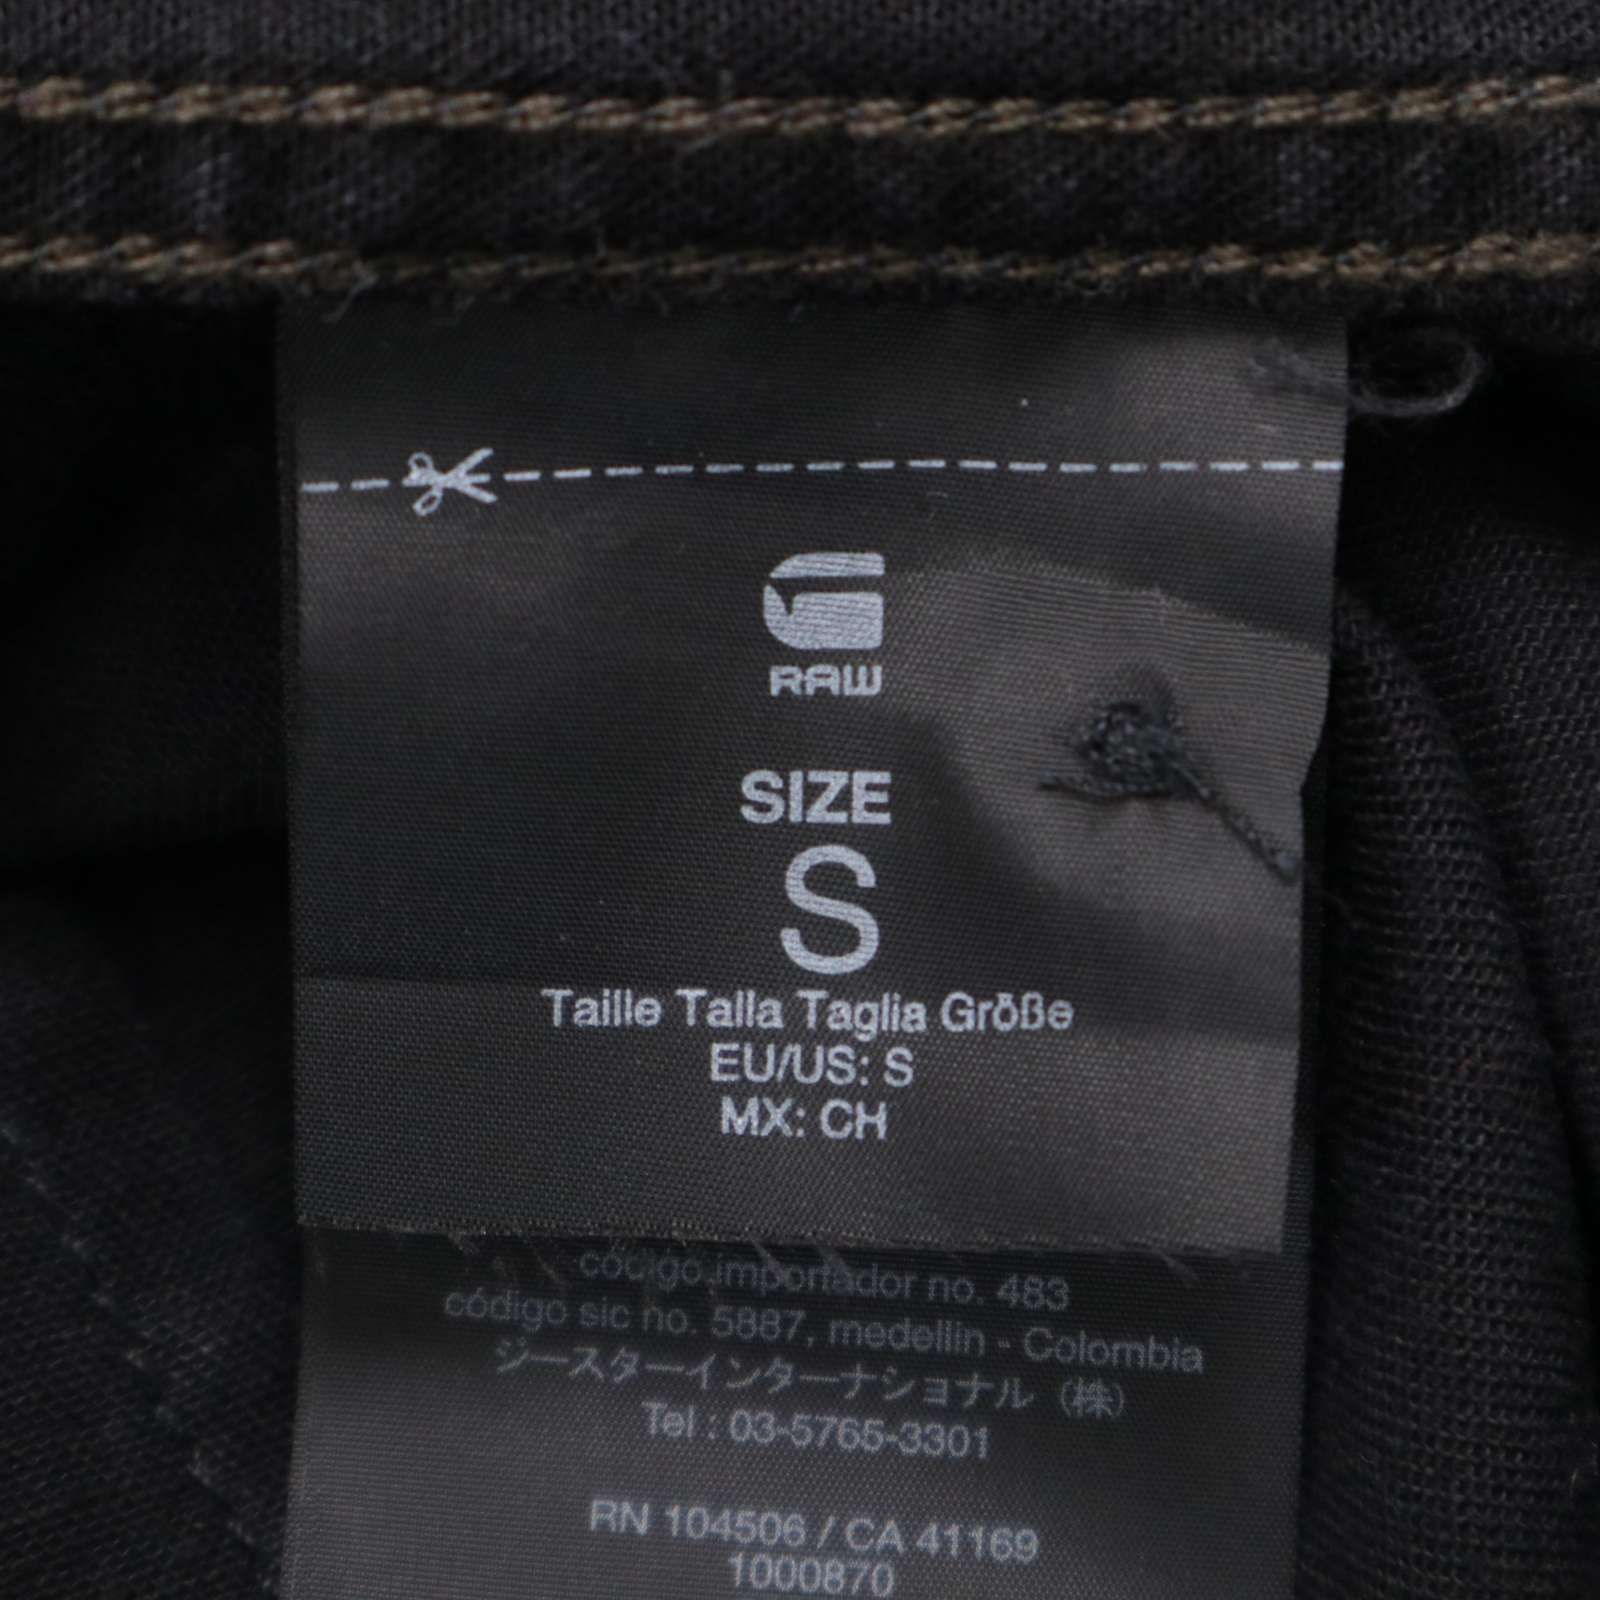 RAW
SIZE
S
Taille Talla Taglia Größe
EU/US: S
MX: CH
código importador no. 483
código sic no. 5887, medellin - Colombia
ジースターインターナショナル（株）
Tel : 03-5765-3301
RN 104506 / CA 41169
1000870